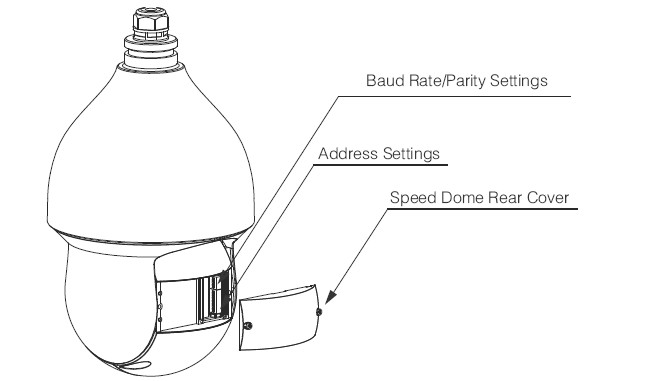 Baud Rate/Parity Settings
Address Settings
Speed Dome Rear Cover